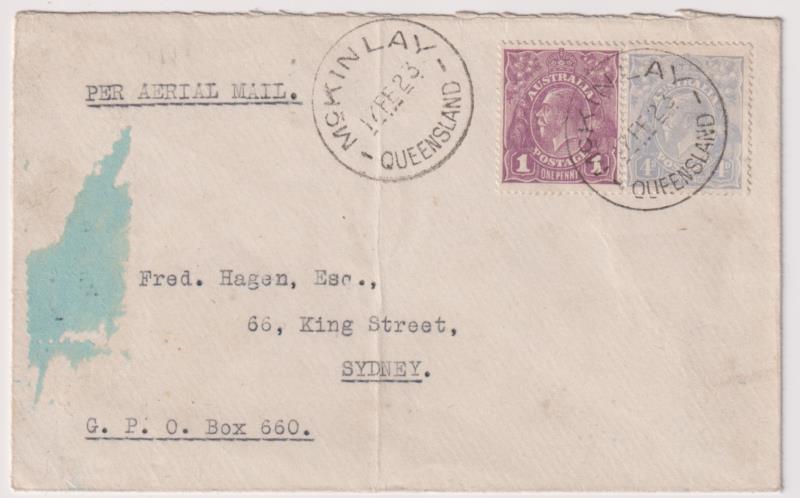 McKINLAY
17 FE 23
QUEENSLAND
AUSTRALIA
1 POSTAGE 1
ONE PENNY
QUEENSLAND
PER AERIAL MAIL.
Fred. Hagen, Esq.,
66, King Street,
SYDNEY.
G. P. O. Box 660.